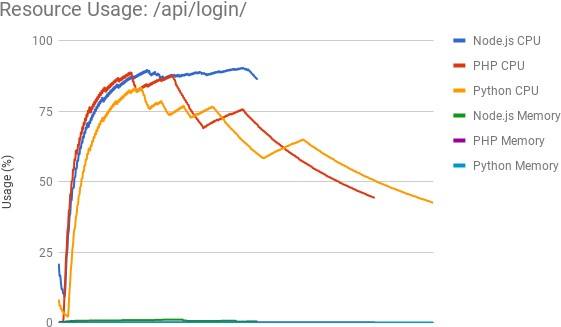 Resource Usage: /api/login/
100
75
50
25
0
Usage (%)
Node.js CPU
PHP CPU
Python CPU
Node.js Memory
PHP Memory
Python Memory